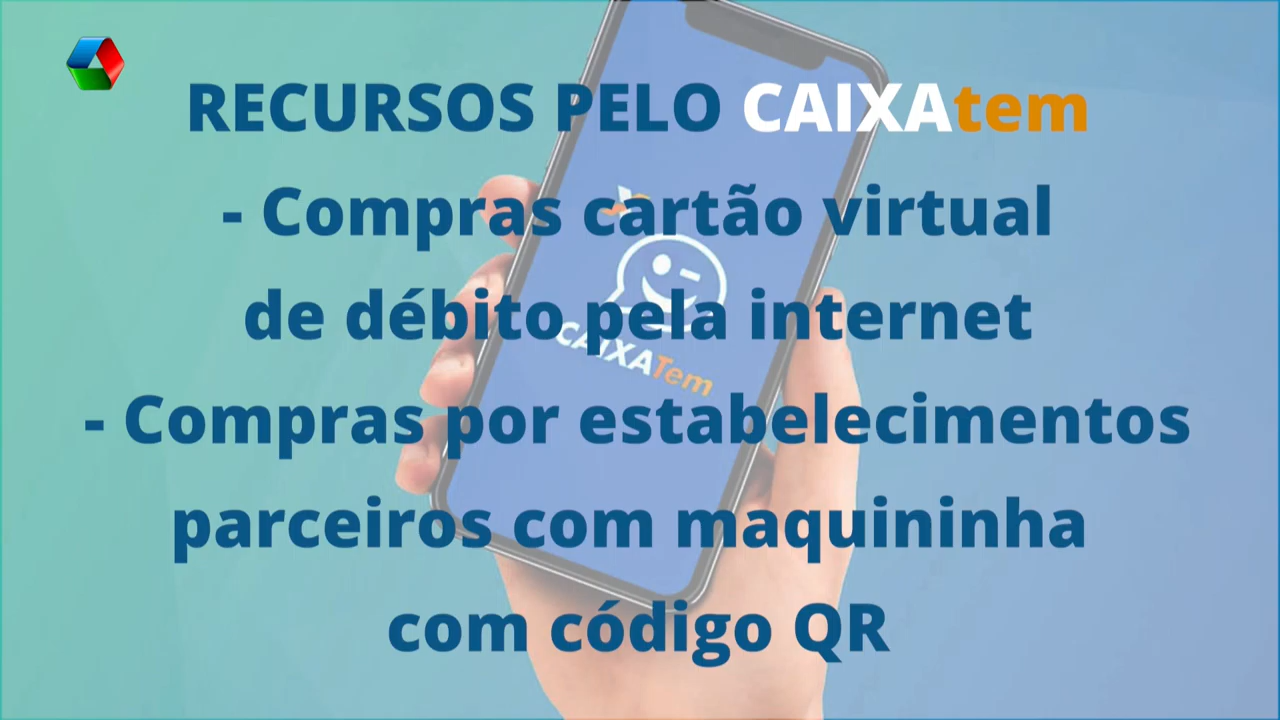 RECURSOS PELO CAIXAtem
- Compras cartão virtual
de débito pela internet
- Compras por estabelecimentos
parceiros com maquininha
com código QR
CAIXATem